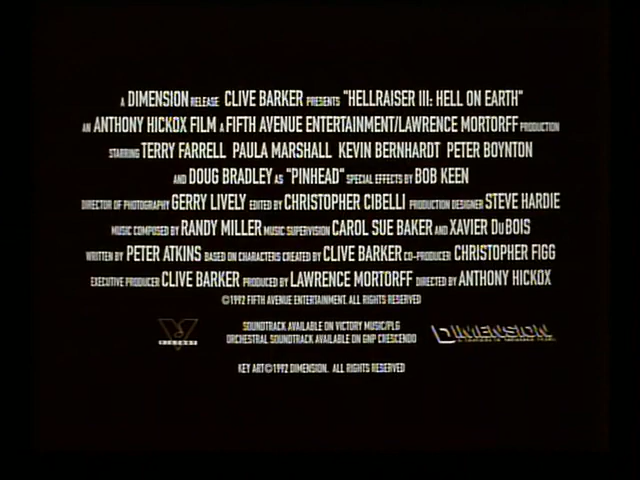 A DIMENSION RELEASE CLIVE BARKER PRESENTS "HELLRAISER III: HELL ON EARTH"
AN ANTHONY HICKOX FILM A FIFTH AVENUE ENTERTAINMENT/LAWRENCE MORTORFF PRODUCTION
STARRING TERRY FARRELL PAULA MARSHALL KEVIN BERNHARDT PETER BOYNTON
AND DOUG BRADLEY AS "PINHEAD" SPECIAL EFFECTS BY BOB KEEN
DIRECTOR OF PHOTOGRAPHY GERRY LIVELY EDITED BY CHRISTOPHER CIBELLI PRODUCTION DESIGNER STEVE HARDIE
MUSIC COMPOSED BY RANDY MILLER MUSIC SUPERVISION CAROL SUE BAKER AND XAVIER DuBOIS
WRITTEN BY PETER ATKINS BASED ON CHARACTERS CREATED BY CLIVE BARKER CO-PRODUCER CHRISTOPHER FIGG
EXECUTIVE PRODUCER CLIVE BARKER PRODUCED BY LAWRENCE MORTORFF DIRECTED BY ANTHONY HICKOX
©1992 FIFTH AVENUE ENTERTAINMENT. ALL RIGHTS RESERVED
SOUNDTRACK AVAILABLE ON VICTORY MUSIC/PLG
ORCHESTRAL SOUNDTRACK AVAILABLE ON GNP CRESCENDO
VICTORY
DIMENSION
KEY ART ©1992 DIMENSION. ALL RIGHTS RESERVED